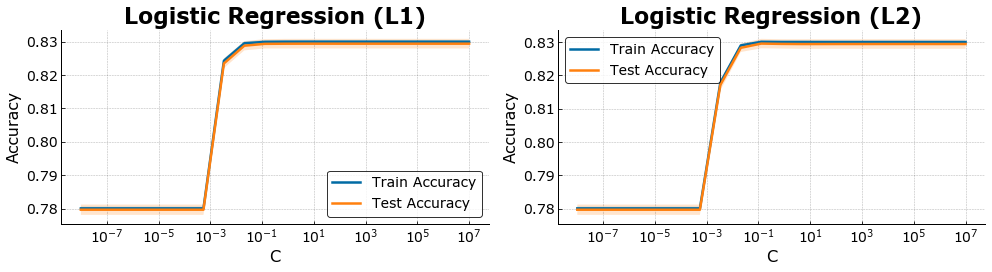 Logistic Regression (L1)
Accuracy
0.83
0.82
0.81
0.80
0.79
0.78
Train Accuracy
Test Accuracy
10⁻⁷ 10⁻⁵ 10⁻³ 10⁻¹ 10¹ 10³ 10⁵ 10⁷
C
Logistic Regression (L2)
Accuracy
0.83
0.82
0.81
0.80
0.79
0.78
Train Accuracy
Test Accuracy
10⁻⁷ 10⁻⁵ 10⁻³ 10⁻¹ 10¹ 10³ 10⁵ 10⁷
C